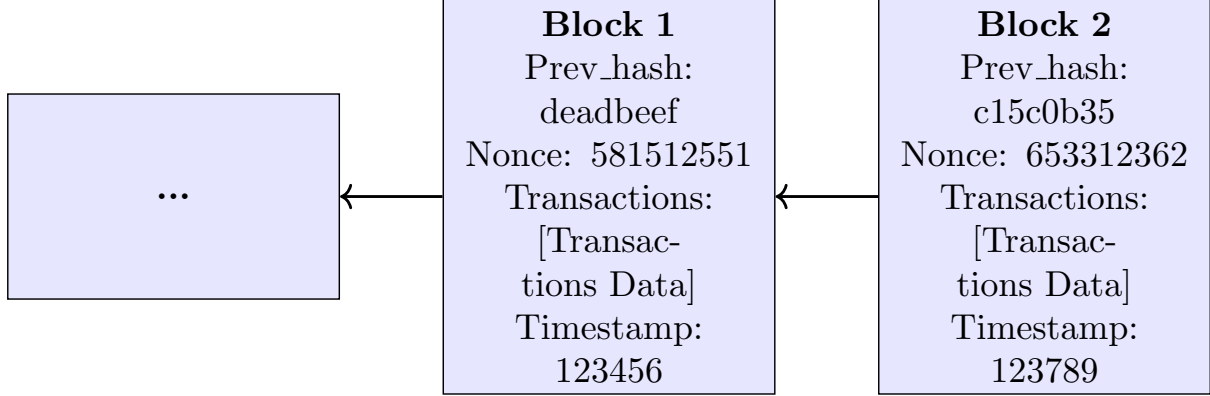 ...
Block 1
Prev_hash:
deadbeef
Nonce: 581512551
Transactions:
[Transac-
tions Data]
Timestamp:
123456
Block 2
Prev_hash:
c15c0b35
Nonce: 653312362
Transactions:
[Transac-
tions Data]
Timestamp:
123789